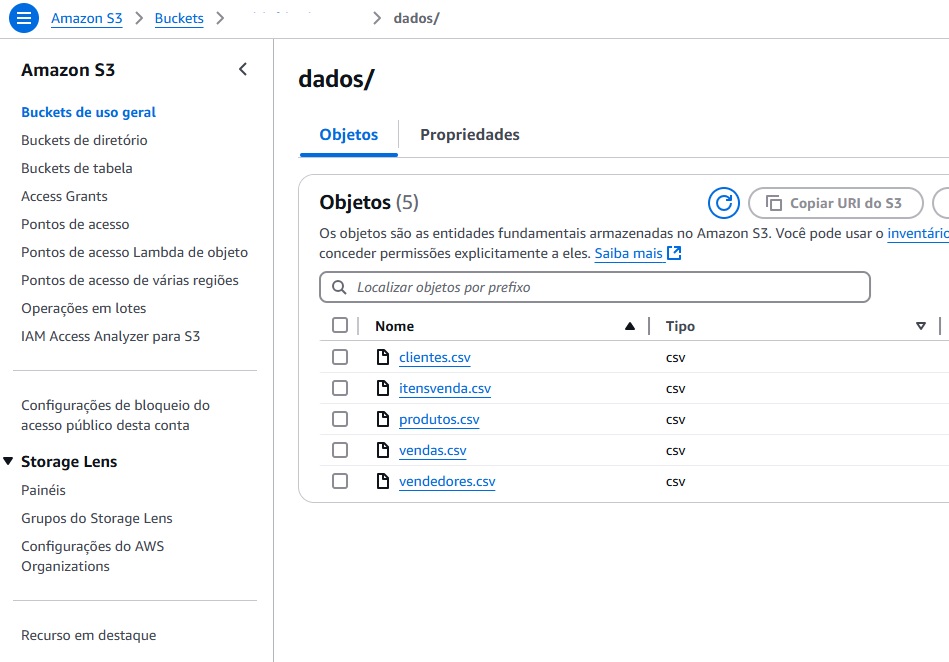 Amazon S3 > Buckets > > dados/
Amazon S3
Buckets de uso geral
Buckets de diretório
Buckets de tabela
Access Grants
Pontos de acesso
Pontos de acesso Lambda de objeto
Pontos de acesso de várias regiões
Operações em lotes
IAM Access Analyzer para S3
Configurações de bloqueio do
acesso público desta conta
Storage Lens
Painéis
Grupos do Storage Lens
Configurações do AWS
Organizations
Recurso em destaque
dados/
Objetos Propriedades
Objetos (5)
Copiar URI do S3
Os objetos são as entidades fundamentais armazenadas no Amazon S3. Você pode usar o inventário
conceder permissões explicitamente a eles. Saiba mais
Localizar objetos por prefixo
Nome Tipo
clientes.csv csv
itensvenda.csv csv
produtos.csv csv
vendas.csv csv
vendedores.csv csv